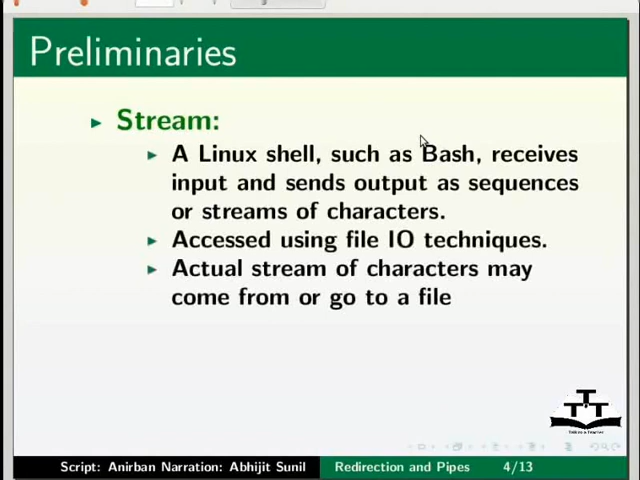 Preliminaries
Stream:
A Linux shell, such as Bash, receives
input and sends output as sequences
or streams of characters.
Accessed using file IO techniques.
Actual stream of characters may
come from or go to a file
TTT
Script: Anirban Narration: Abhijit Sunil Redirection and Pipes 4/13